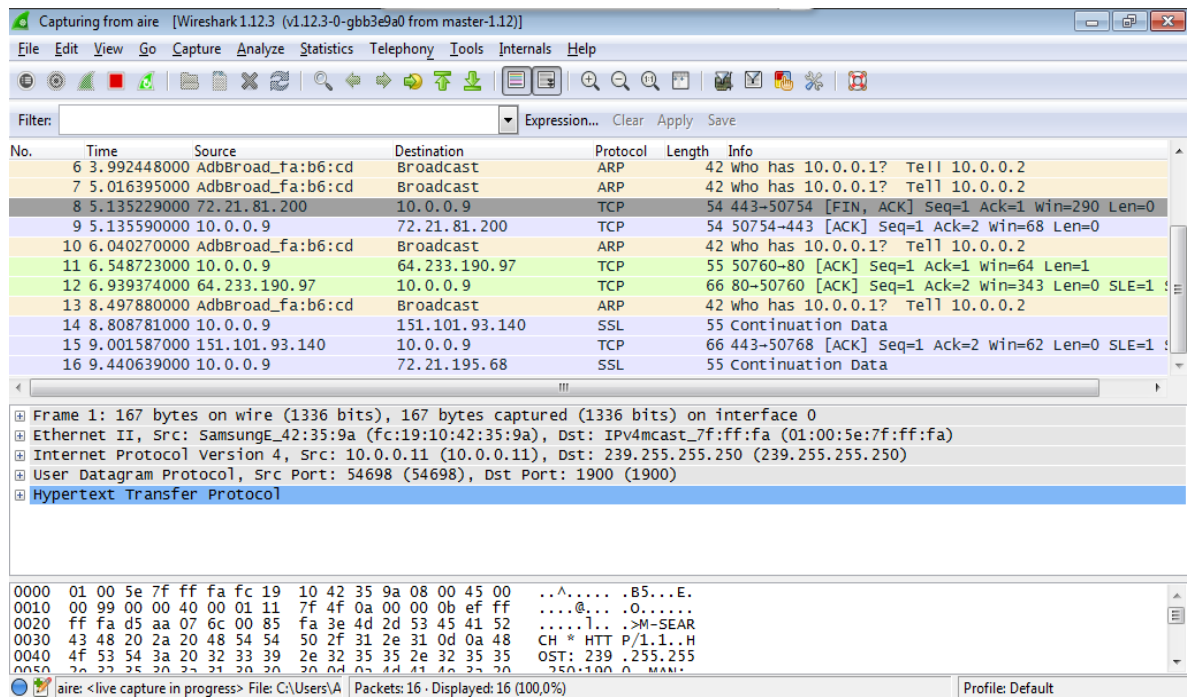 Capturing from aire [Wireshark 1.12.3 (v1.12.3-0-gbb3e9a0 from master-1.12)]
File Edit View Go Capture Analyze Statistics Telephony Tools Internals Help
Filter: Expression... Clear Apply Save
No. Time Source Destination Protocol Length Info
6 3.992448000 AdbBroad_fa:b6:cd Broadcast ARP 42 Who has 10.0.0.1? Tell 10.0.0.2
7 5.016395000 AdbBroad_fa:b6:cd Broadcast ARP 42 Who has 10.0.0.1? Tell 10.0.0.2
8 5.135229000 72.21.81.200 10.0.0.9 TCP 54 443→50754 [FIN, ACK] Seq=1 Ack=1 Win=290 Len=0
9 5.135590000 10.0.0.9 72.21.81.200 TCP 54 50754→443 [ACK] Seq=1 Ack=2 Win=68 Len=0
10 6.040270000 AdbBroad_fa:b6:cd Broadcast ARP 42 Who has 10.0.0.1? Tell 10.0.0.2
11 6.548723000 10.0.0.9 64.233.190.97 TCP 55 50760→80 [ACK] Seq=1 Ack=1 Win=64 Len=1
12 6.939374000 64.233.190.97 10.0.0.9 TCP 66 80→50760 [ACK] Seq=1 Ack=2 Win=343 Len=0 SLE=1
13 8.497880000 AdbBroad_fa:b6:cd Broadcast ARP 42 Who has 10.0.0.1? Tell 10.0.0.2
14 8.808781000 10.0.0.9 151.101.93.140 SSL 55 Continuation Data
15 9.001587000 151.101.93.140 10.0.0.9 TCP 66 443→50768 [ACK] Seq=1 Ack=2 Win=62 Len=0 SLE=1
16 9.440639000 10.0.0.9 72.21.195.68 SSL 55 Continuation Data
Frame 1: 167 bytes on wire (1336 bits), 167 bytes captured (1336 bits) on interface 0
Ethernet II, Src: SamsungE_42:35:9a (fc:19:10:42:35:9a), Dst: IPv4mcast_7f:ff:fa (01:00:5e:7f:ff:fa)
Internet Protocol Version 4, Src: 10.0.0.11 (10.0.0.11), Dst: 239.255.255.250 (239.255.255.250)
User Datagram Protocol, Src Port: 54698 (54698), Dst Port: 1900 (1900)
Hypertext Transfer Protocol
0000 01 00 5e 7f ff fa fc 19 10 42 35 9a 08 00 45 00 ..^..... .B5...E.
0010 00 99 00 00 40 00 01 11 7f 4f 0a 00 00 0b ef ff ....@... .O......
0020 ff fa d5 aa 07 6c 00 85 fa 3e 4d 2d 53 45 41 52 .....l.. .>M-SEAR
0030 43 48 20 2a 20 48 54 54 50 2f 31 2e 31 0d 0a 48 CH * HTT P/1.1..H
0040 4f 53 54 3a 20 32 33 39 2e 32 35 35 2e 32 35 35 OST: 239 .255.255
0050 2e 32 35 30 3a 31 39 30 30 0d 0a 4d 41 4e 3a 20 .250:190 0..MAN:
aire: <live capture in progress> File: C:\Users\A Packets: 16 · Displayed: 16 (100,0%) Profile: Default